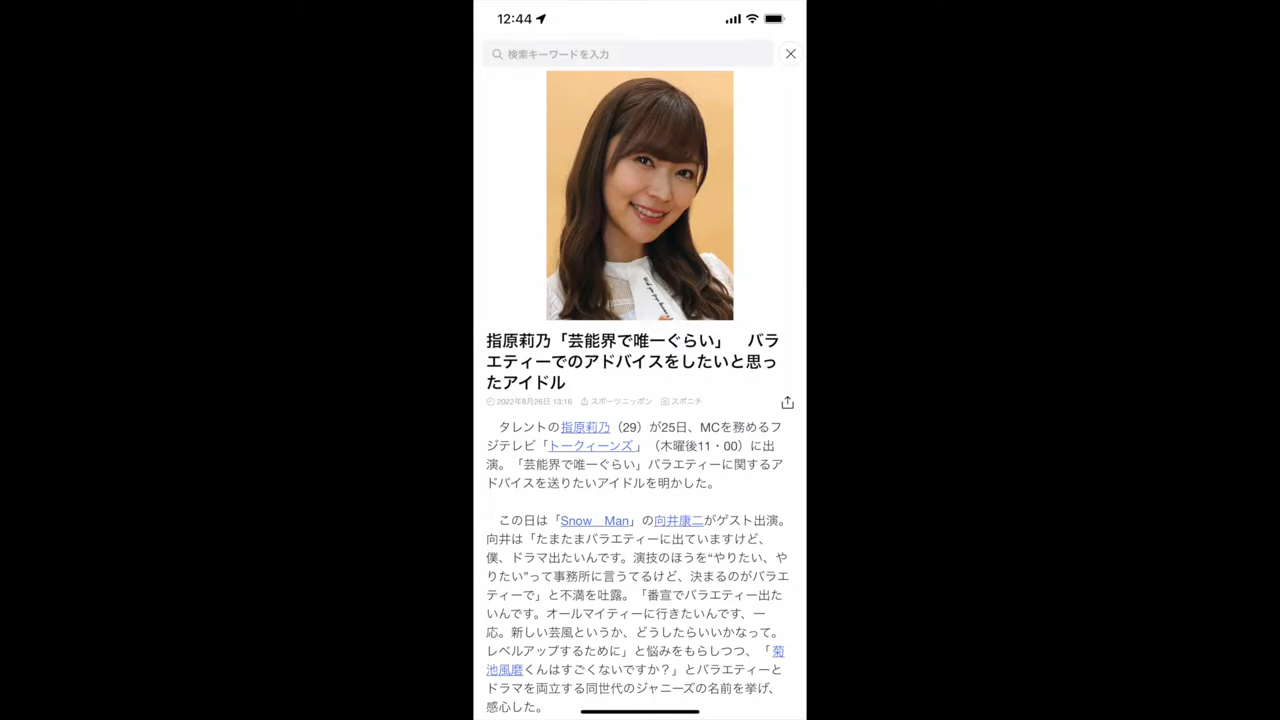 12:44
検索キーワードを入力
指原莉乃「芸能界で唯一ぐらい」　バラ
エティーでのアドバイスをしたいと思っ
たアイドル
2022年8月26日 13:16 スポーツニッポン スポニチ
　タレントの指原莉乃（29）が25日、MCを務めるフ
ジテレビ「トークィーンズ」（木曜後11・00）に出
演。「芸能界で唯一ぐらい」バラエティーに関するア
ドバイスを送りたいアイドルを明かした。
　この日は「Snow　Man」の向井康二がゲスト出演。
向井は「たまたまバラエティーに出ていますけど、
僕、ドラマ出たいんです。演技のほうを“やりたい、や
りたい”って事務所に言うてるけど、決まるのがバラエ
ティーで」と不満を吐露。「番宣でバラエティー出た
いんです。オールマイティーに行きたいんです、一
応。新しい芸風というか、どうしたらいいかなって。
レベルアップするために」と悩みをもらしつつ、「菊
池風磨くんはすごくないですか？」とバラエティーと
ドラマを両立する同世代のジャニーズの名前を挙げ、
感心した。